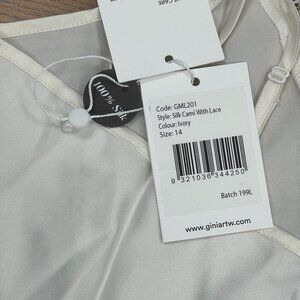 CARE
100% Silk
Code: GML201
Style: Silk Cami With Lace
Colour: Ivory
Size: 14
9 321036 344250
Batch 199L
www.giniartw.com